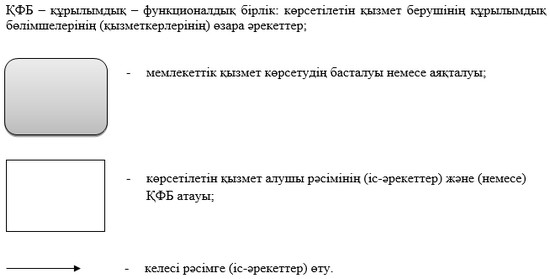 ҚФБ – құрылымдық – функционалдық бірлік: көрсетілетін қызмет берушінің құрылымдық
бөлімшелерінің (қызметкерлерінің) өзара әрекеттер;
- мемлекеттік қызмет көрсетудің басталуы немесе аяқталуы;
- көрсетілетін қызмет алушы рәсімінің (іс-әрекеттер) және (немесе)
ҚФБ атауы;
- келесі рәсімге (іс-әрекеттер) өту.